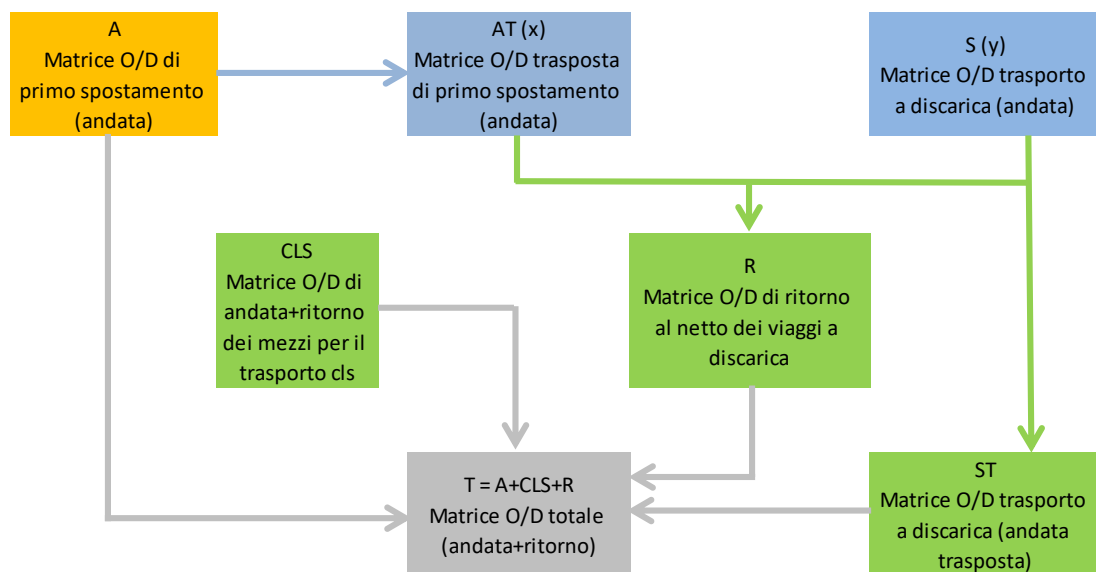 A
Matrice O/D di
primo spostamento
(andata)
AT (x)
Matrice O/D trasposta
di primo spostamento
(andata)
S (y)
Matrice O/D trasporto
a discarica (andata)
CLS
Matrice O/D di
andata+ritorno
dei mezzi per il
trasporto cls
R
Matrice O/D di ritorno
al netto dei viaggi a
discarica
T = A+CLS+R
Matrice O/D totale
(andata+ritorno)
ST
Matrice O/D trasporto
a discarica (andata
trasposta)